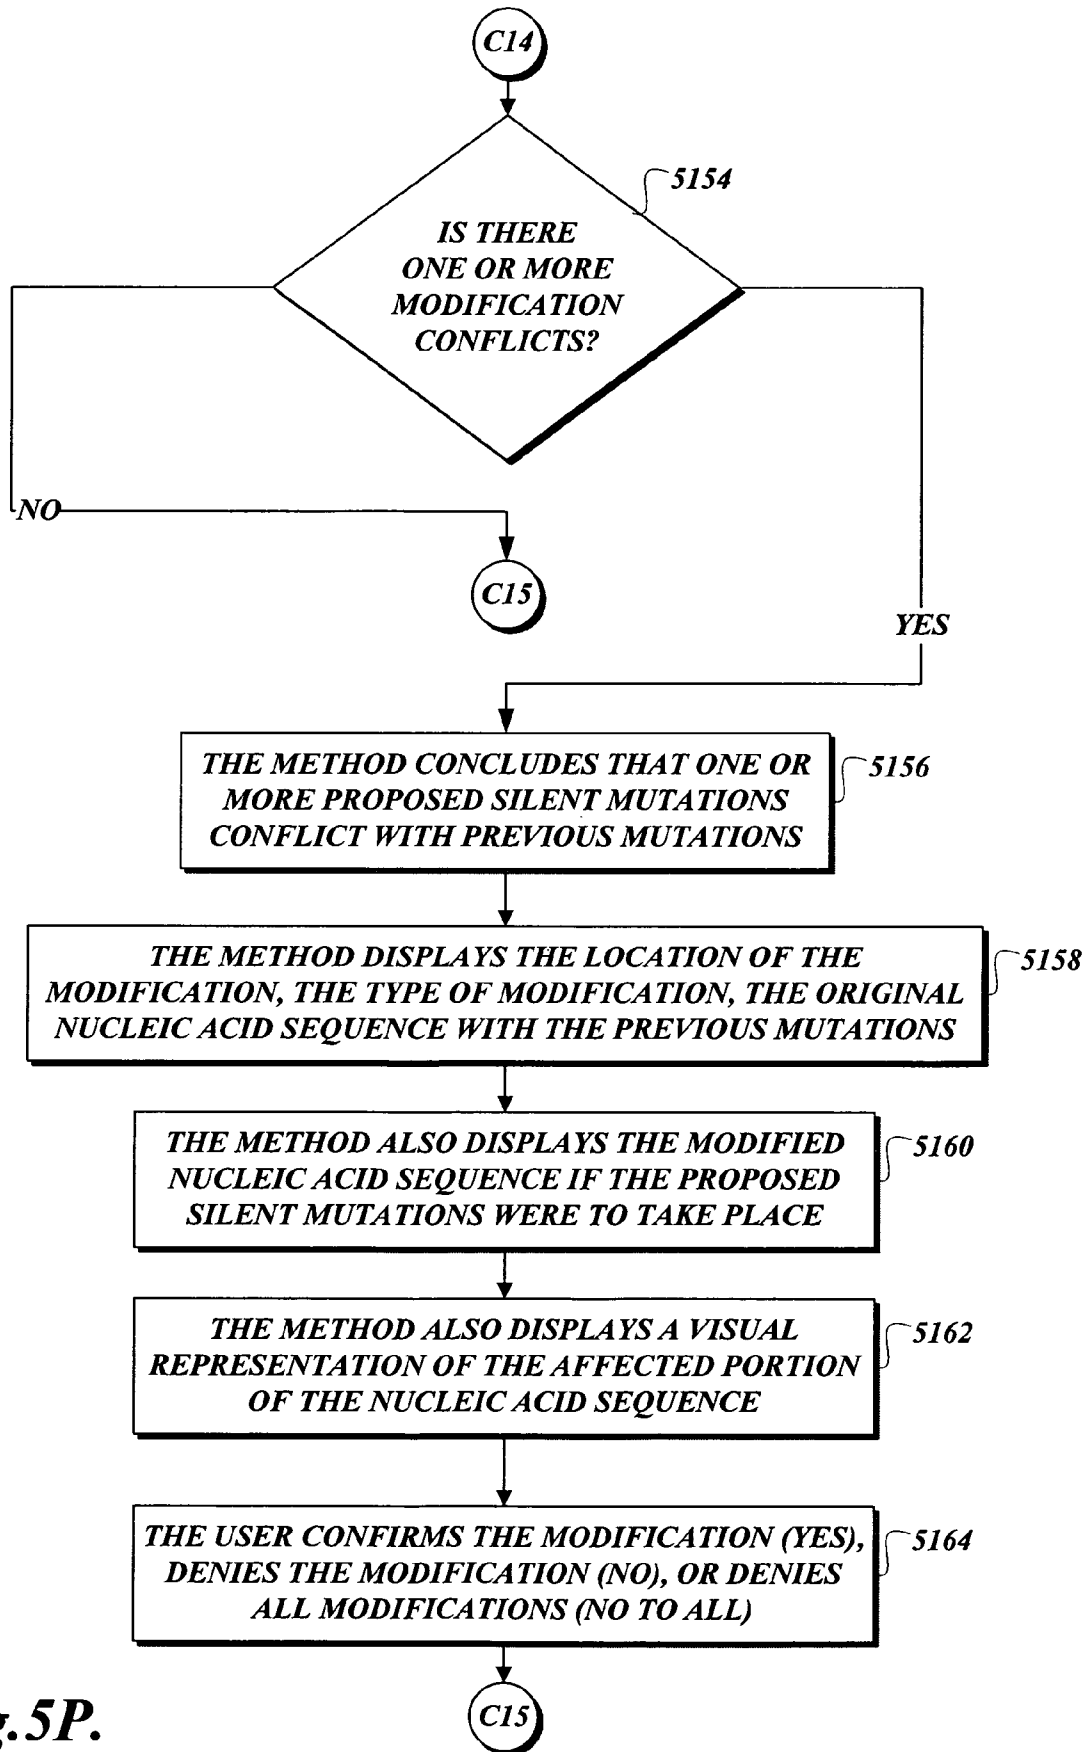 C14
5154
IS THERE
ONE OR MORE
MODIFICATION
CONFLICTS?
NO
C15
YES
THE METHOD CONCLUDES THAT ONE OR
MORE PROPOSED SILENT MUTATIONS
CONFLICT WITH PREVIOUS MUTATIONS
5156
THE METHOD DISPLAYS THE LOCATION OF THE
MODIFICATION, THE TYPE OF MODIFICATION, THE ORIGINAL
NUCLEIC ACID SEQUENCE WITH THE PREVIOUS MUTATIONS
5158
THE METHOD ALSO DISPLAYS THE MODIFIED
NUCLEIC ACID SEQUENCE IF THE PROPOSED
SILENT MUTATIONS WERE TO TAKE PLACE
5160
THE METHOD ALSO DISPLAYS A VISUAL
REPRESENTATION OF THE AFFECTED PORTION
OF THE NUCLEIC ACID SEQUENCE
5162
THE USER CONFIRMS THE MODIFICATION (YES),
DENIES THE MODIFICATION (NO), OR DENIES
ALL MODIFICATIONS (NO TO ALL)
5164
C15
g.5P.